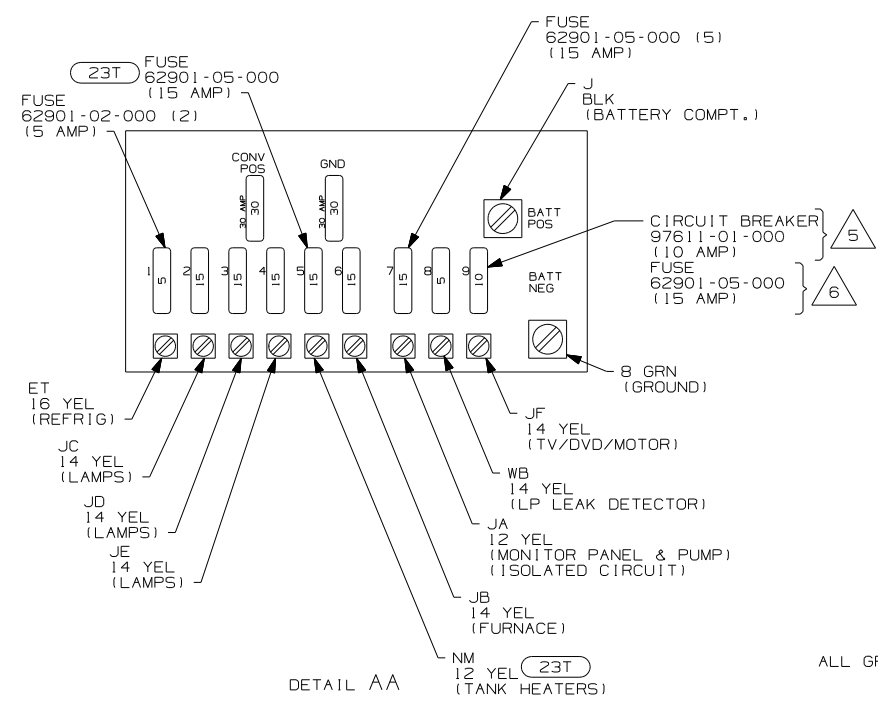 FUSE
62901-05-000 (5)
(15 AMP)
23T
FUSE
62901-05-000
(15 AMP)
J
BLK
(BATTERY COMPT.)
FUSE
62901-02-000 (2)
(5 AMP)
CONV
POS
GND
30 AMP
30
30 AMP
30
BATT
POS
CIRCUIT BREAKER
97611-01-000
(10 AMP)
5
FUSE
62901-05-000
(15 AMP)
6
1
5
2
15
3
15
4
15
5
15
6
15
7
15
8
5
9
10
BATT
NEG
8 GRN
(GROUND)
ET
16 YEL
(REFRIG)
JF
14 YEL
(TV/DVD/MOTOR)
JC
14 YEL
(LAMPS)
WB
14 YEL
(LP LEAK DETECTOR)
JD
14 YEL
(LAMPS)
JA
12 YEL
(MONITOR PANEL & PUMP)
(ISOLATED CIRCUIT)
JE
14 YEL
(LAMPS)
JB
14 YEL
(FURNACE)
NM
12 YEL 23T
(TANK HEATERS)
DETAIL AA
ALL GR